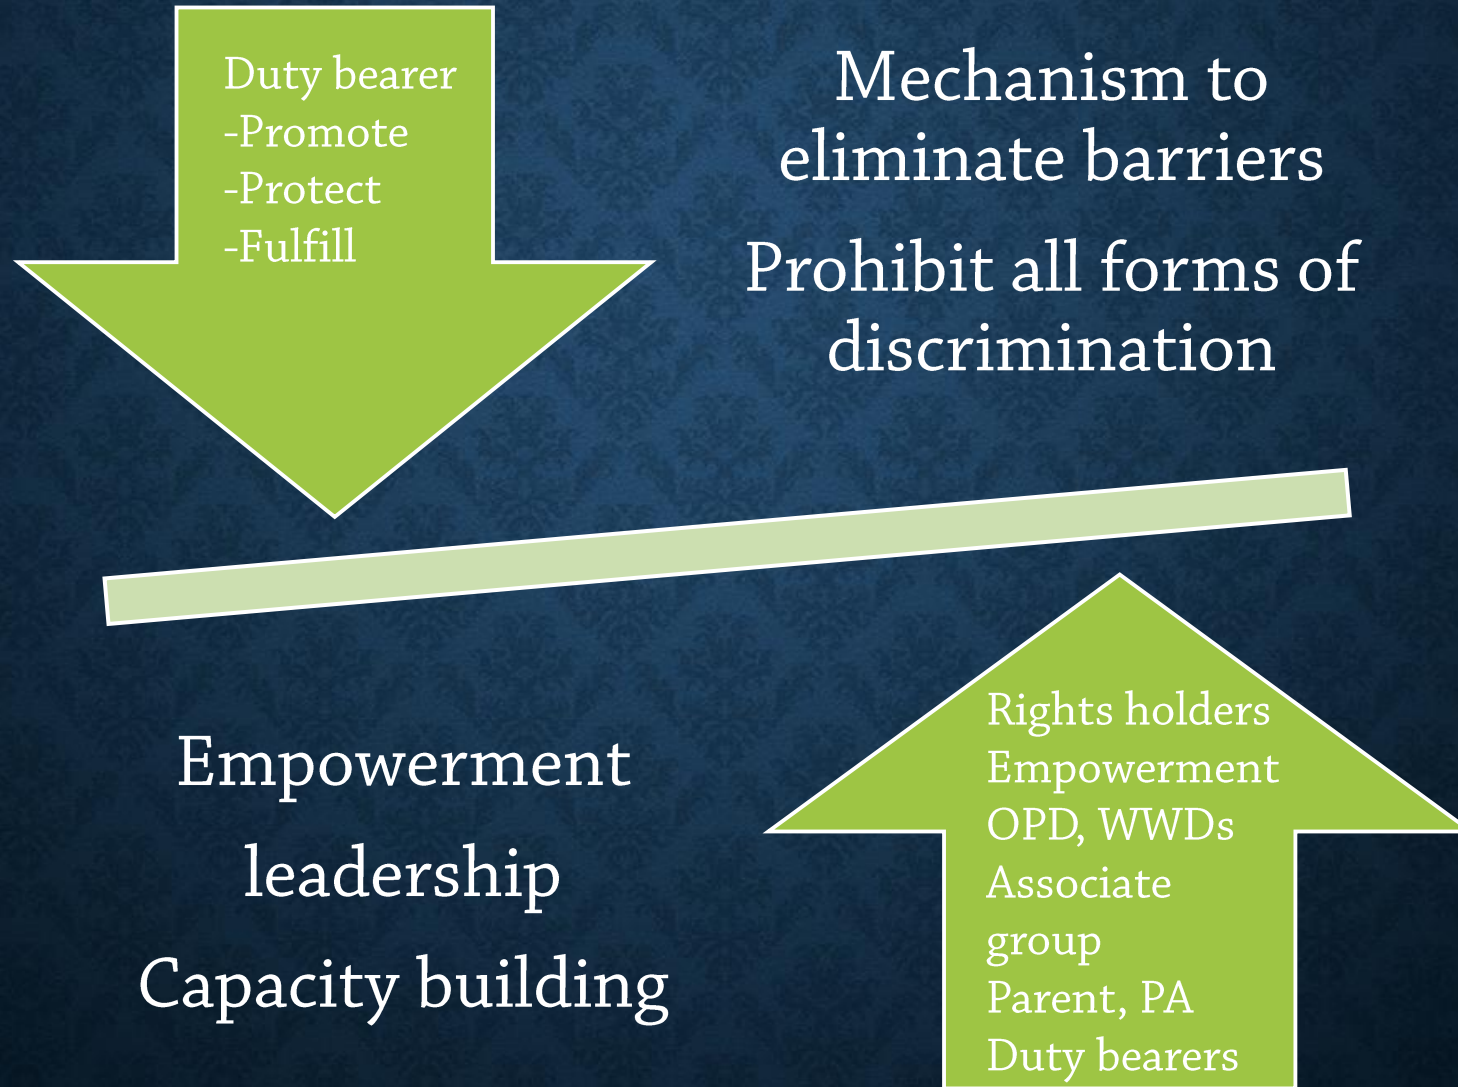 Duty bearer
-Promote
-Protect
-Fulfill
Mechanism to
eliminate barriers
Prohibit all forms of
discrimination
Empowerment
leadership
Capacity building
Rights holders
Empowerment
OPD, WWDs
Associate
group
Parent, PA
Duty bearers